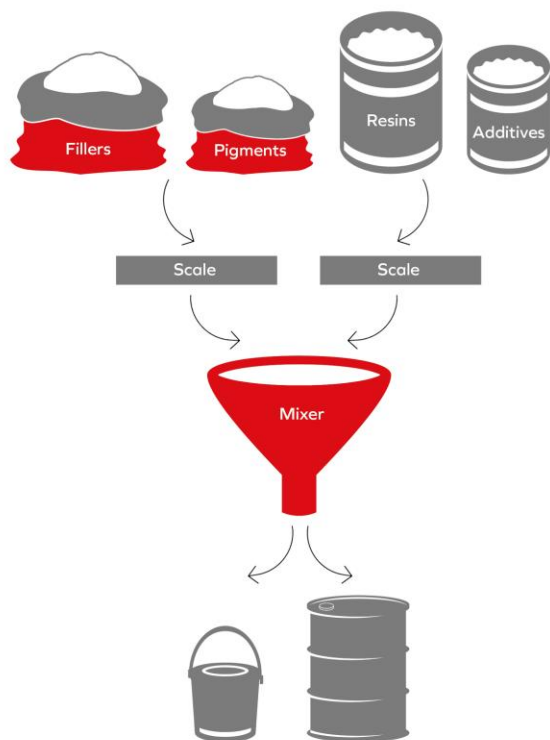 Fillers
Pigments
Resins
Additives
Scale
Scale
Mixer